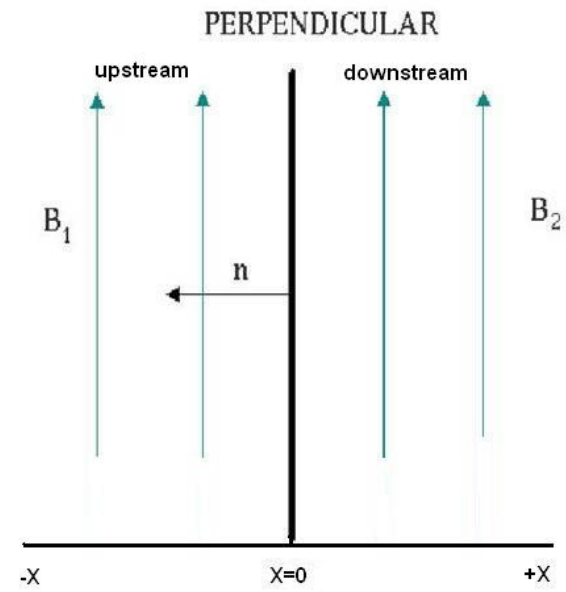 PERPENDICULAR
upstream
downstream
B1
B2
n
-X
X=0
+X